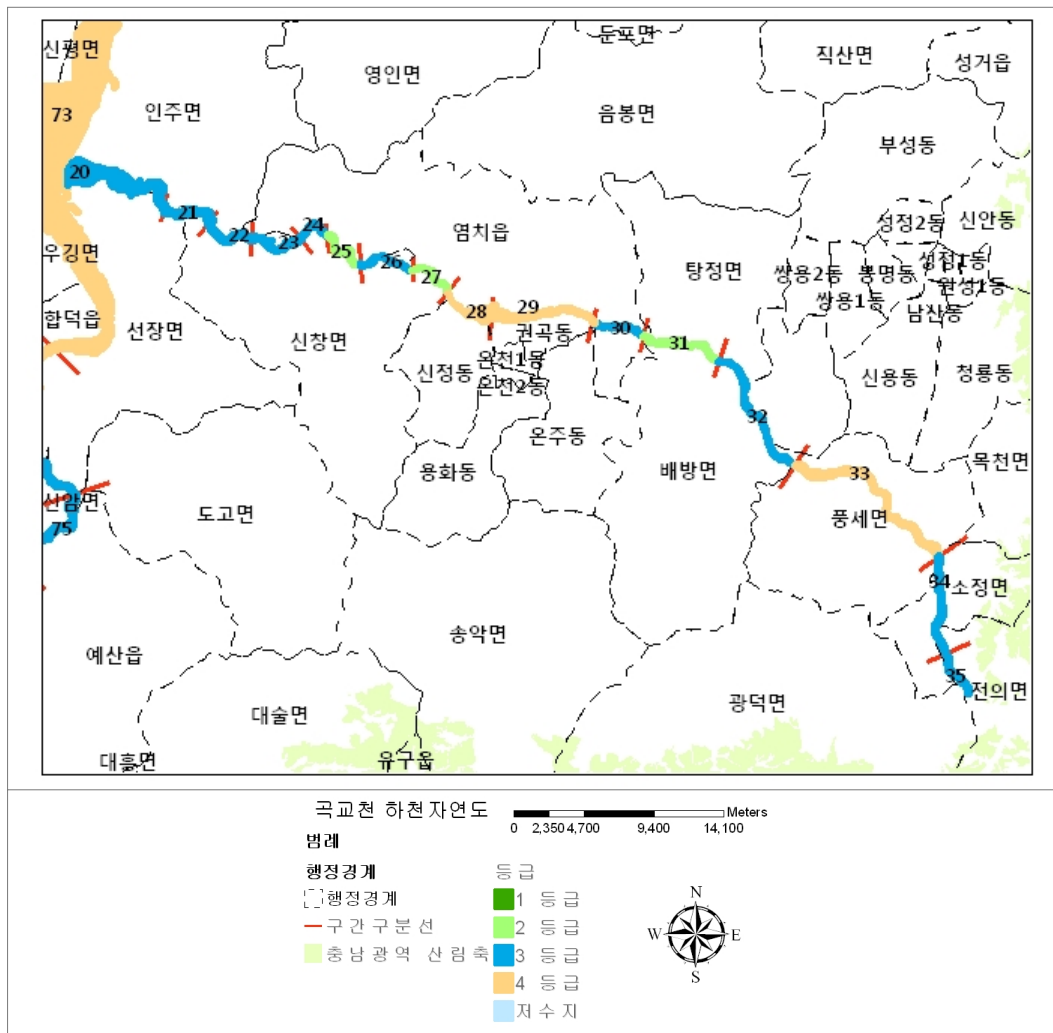 신평면
영인면
둔포면
직산면
성거읍
73
인주면
음봉면
부성동
20
21
22
23
24
25
26
27
28
29
30
31
32
33
34
35
75
염치읍
성정2동
신안동
우강면
탕정면
쌍용2동
봉명동
성정1동
원성1동
쌍용1동
남산동
합덕읍
선장면
신창면
권곡동
온천1동
온천2동
신정동
신용동
청룡동
온주동
용화동
배방면
목천면
신암면
도고면
풍세면
소정면
송악면
예산읍
대술면
광덕면
전의면
대흥면
유구읍
곡교천 하천자연도
Meters
0 2,350 4,700 9,400 14,100
범례
행정경계
행정경계
구간구분선
충남광역 산림축
등급
1 등급
2 등급
3 등급
4 등급
저수지
N
W E
S